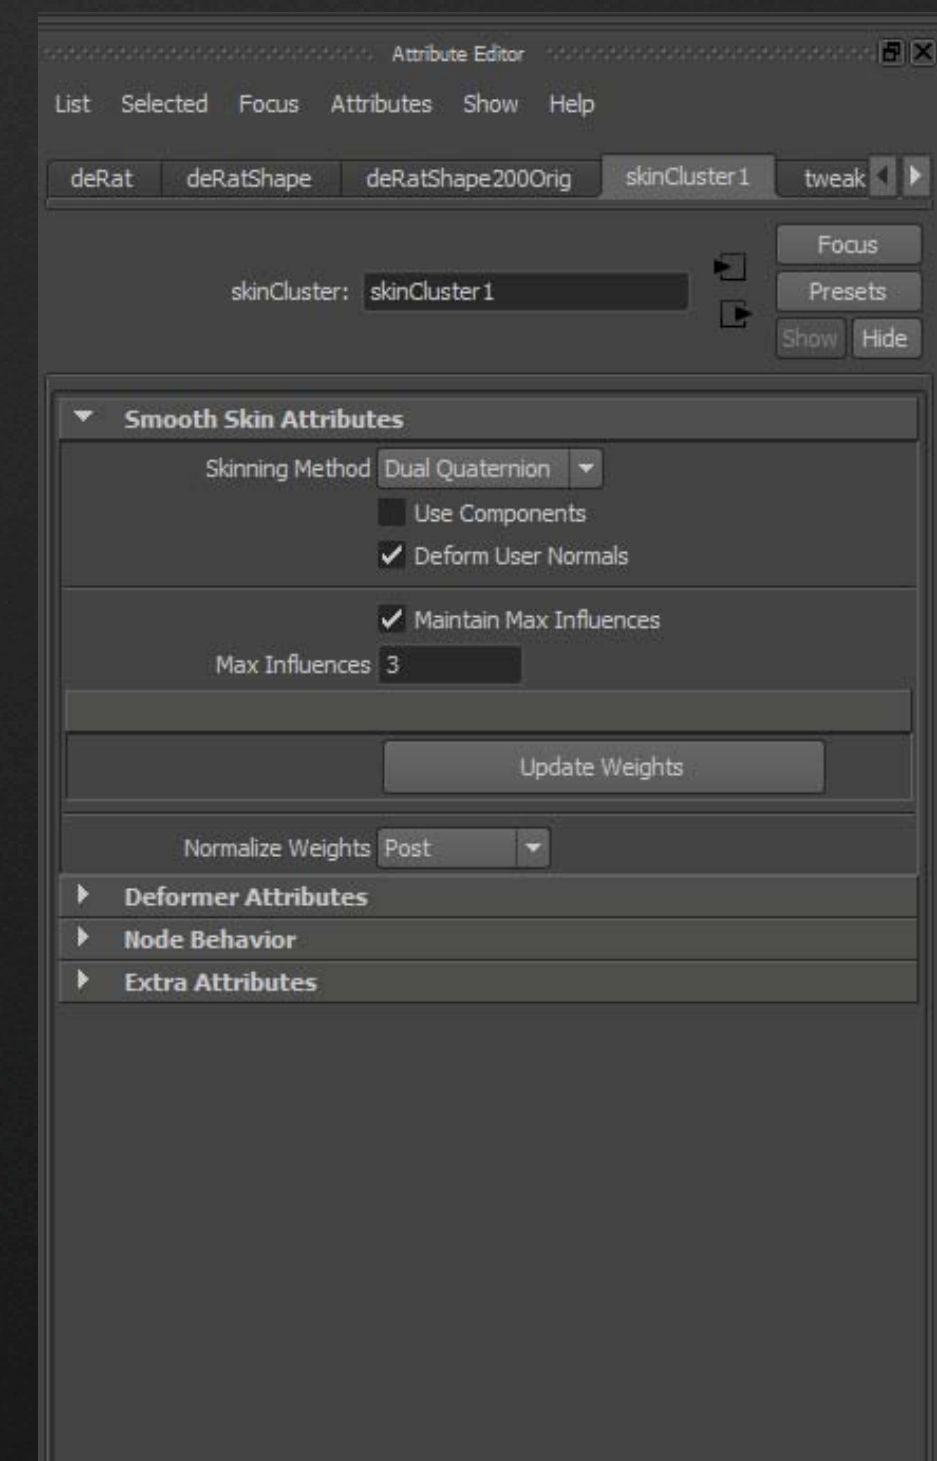 Attribute Editor
List Selected Focus Attributes Show Help
deRat deRatShape deRatShape200Orig skinCluster1 tweak
Focus
skinCluster: skinCluster1
Presets
Show Hide
Smooth Skin Attributes
Skinning Method Dual Quaternion
Use Components
Deform User Normals
Maintain Max Influences
Max Influences 3
Update Weights
Normalize Weights Post
Deformer Attributes
Node Behavior
Extra Attributes